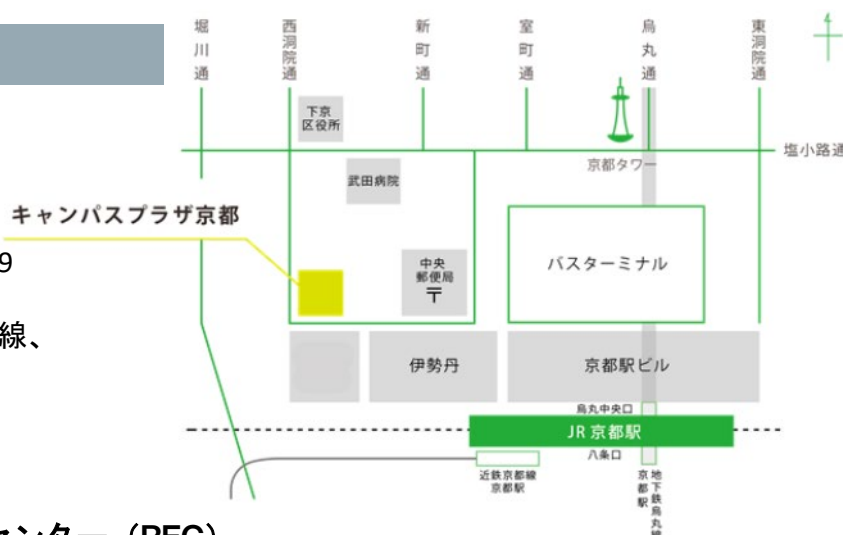 堀川通
西洞院通
新町通
室町通
烏丸通
東洞院通
下京
区役所
塩小路通
京都タワー
武田病院
キャンパスプラザ京都
9
中央
郵便局
〒
バスターミナル
線、
伊勢丹
京都駅ビル
烏丸中央口
JR 京都駅
八条口
近鉄京都線
京都駅
地下鉄烏丸線
京都駅
センター（PEC）